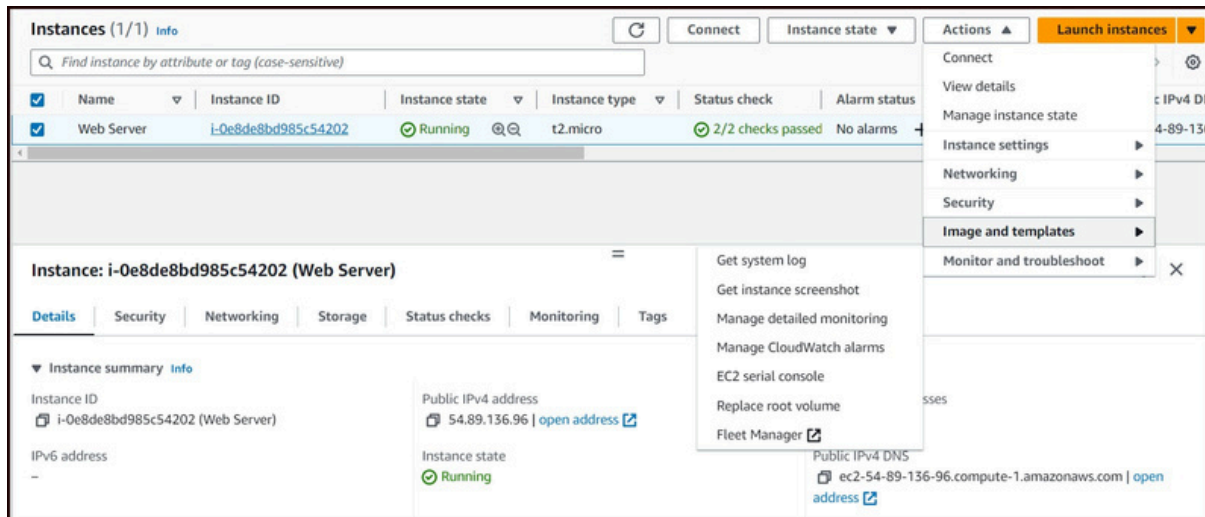 Instances (1/1) Info
Connect
Instance state
Actions
Launch instances
Find instance by attribute or tag (case-sensitive)
Name Instance ID Instance state Instance type Status check Alarm status IPv4
Web Server i-0e8de8bd985c54202 Running t2.micro 2/2 checks passed No alarms + 4-89-13
Connect
View details
Manage instance state
Instance settings
Networking
Security
Image and templates
Monitor and troubleshoot
Get system log
Get instance screenshot
Manage detailed monitoring
Manage CloudWatch alarms
EC2 serial console
Replace root volume
Fleet Manager
Instance: i-0e8de8bd985c54202 (Web Server)
Details Security Networking Storage Status checks Monitoring Tags
Instance summary Info
Instance ID
i-0e8de8bd985c54202 (Web Server)
Public IPv4 address
54.89.136.96 | open address
sses
IPv6 address
–
Instance state
Running
Public IPv4 DNS
ec2-54-89-136-96.compute-1.amazonaws.com | open
address